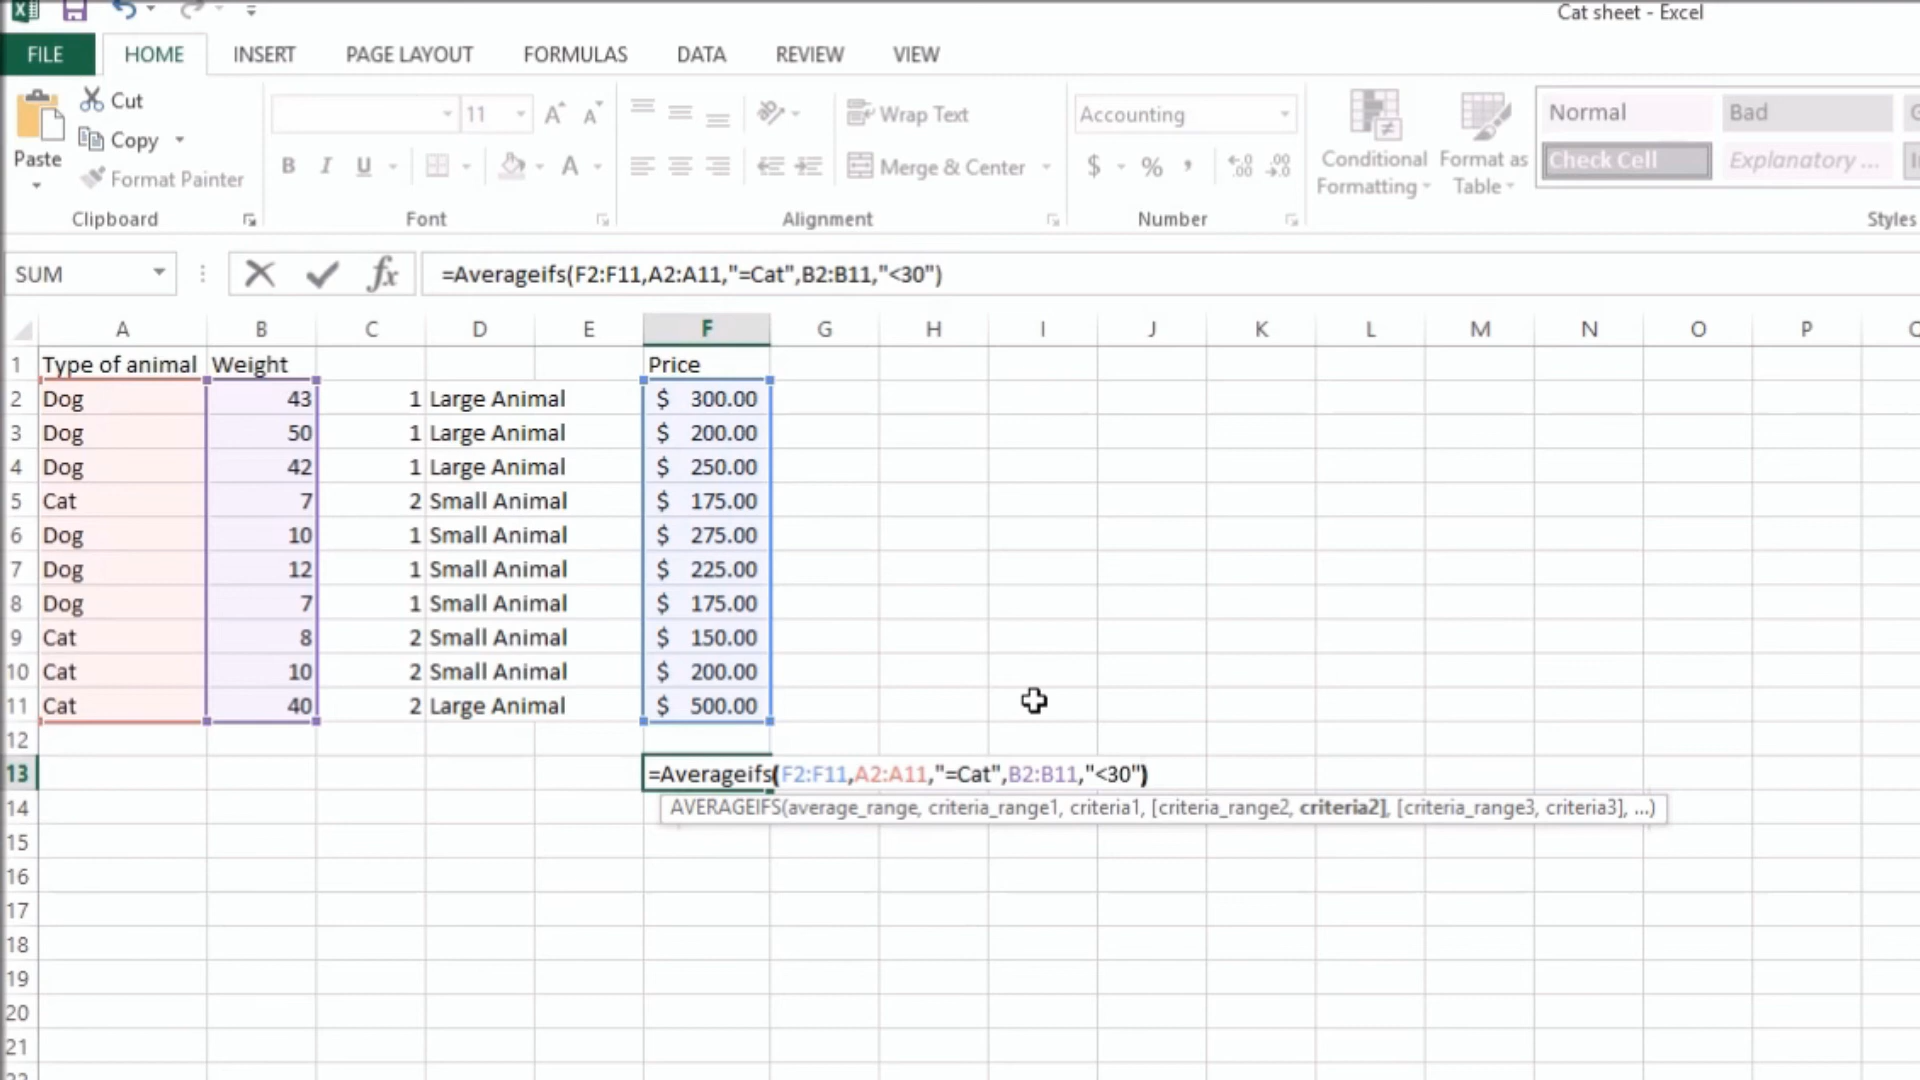 Cat sheet - Excel
FILE HOME INSERT PAGE LAYOUT FORMULAS DATA REVIEW VIEW
Cut
Copy
Paste
Format Painter
Clipboard
11
B I U
Font
Wrap Text
Merge & Center
Alignment
Accounting
$ % ,
Number
Conditional Formatting
Format as Table
Normal Bad
Check Cell Explanatory ...
Styles
SUM fx =Averageifs(F2:F11,A2:A11,"=Cat",B2:B11,"<30")
A B C D E F G H I J K L M N O P
1 Type of animal Weight Price
2 Dog 43 1 Large Animal $ 300.00
3 Dog 50 1 Large Animal $ 200.00
4 Dog 42 1 Large Animal $ 250.00
5 Cat 7 2 Small Animal $ 175.00
6 Dog 10 1 Small Animal $ 275.00
7 Dog 12 1 Small Animal $ 225.00
8 Dog 7 1 Small Animal $ 175.00
9 Cat 8 2 Small Animal $ 150.00
10 Cat 10 2 Small Animal $ 200.00
11 Cat 40 2 Large Animal $ 500.00
12
13 =Averageifs(F2:F11,A2:A11,"=Cat",B2:B11,"<30")
14 AVERAGEIFS(average_range, criteria_range1, criteria1, [criteria_range2, criteria2], [criteria_range3, criteria3], ...)
15
16
17
18
19
20
21